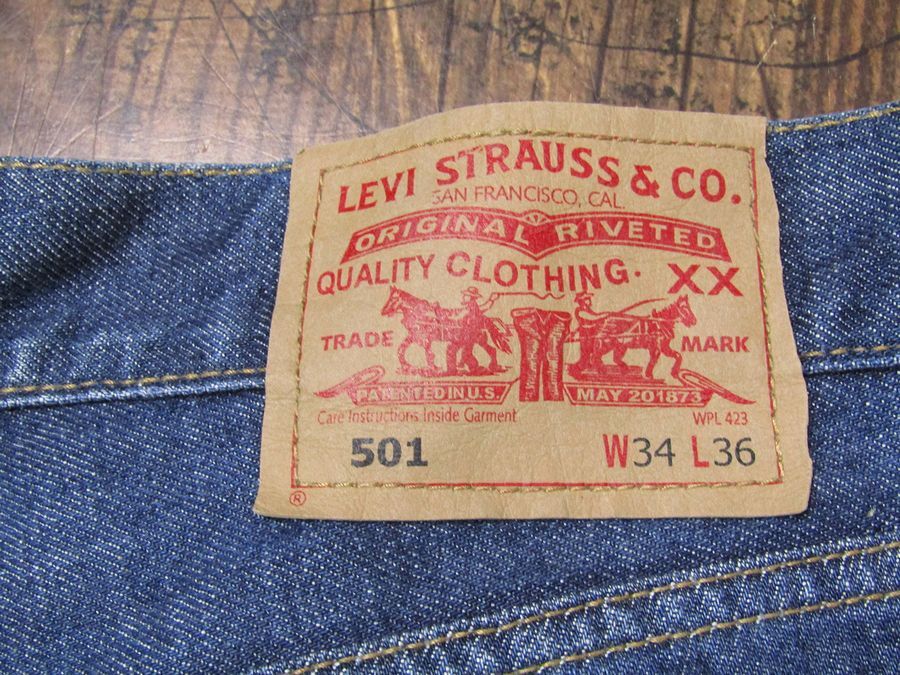 LEVI STRAUSS & CO.
SAN FRANCISCO, CAL.
ORIGINAL RIVETED
QUALITY CLOTHING. XX
TRADE MARK
PATENTED IN U.S. MAY 20 1873
Care Instructions Inside Garment WPL 423
501 W34 L36
®